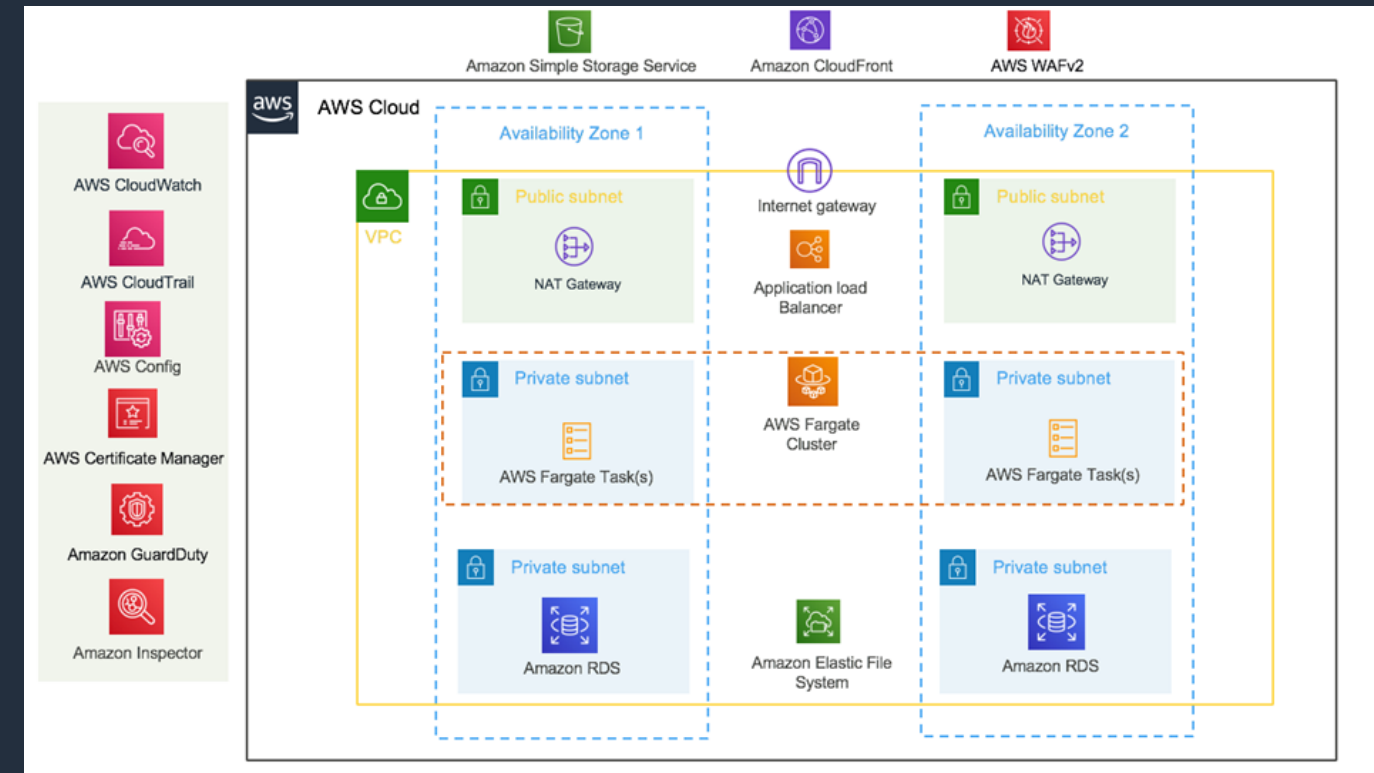 Amazon Simple Storage Service
Amazon CloudFront
AWS WAFv2
aws
AWS Cloud
AWS CloudWatch
AWS CloudTrail
AWS Config
AWS Certificate Manager
Amazon GuardDuty
Amazon Inspector
VPC
Availability Zone 1
Public subnet
NAT Gateway
Private subnet
AWS Fargate Task(s)
Private subnet
Amazon RDS
Internet gateway
Application load
Balancer
AWS Fargate
Cluster
Amazon Elastic File
System
Availability Zone 2
Public subnet
NAT Gateway
Private subnet
AWS Fargate Task(s)
Private subnet
Amazon RDS